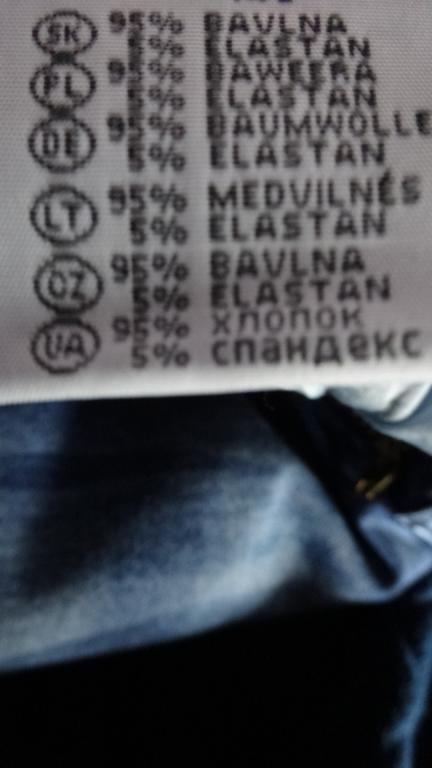 SK 95% BAVLNA
5% ELASTAN
PL 95% BAWEŁNA
5% ELASTAN
DE 95% BAUMWOLLE
5% ELASTAN
LT 95% MEDVILNĖS
5% ELASTAN
CZ 95% BAVLNA
5% ELASTAN
UA 95% ХЛОПОК
5% спандекс